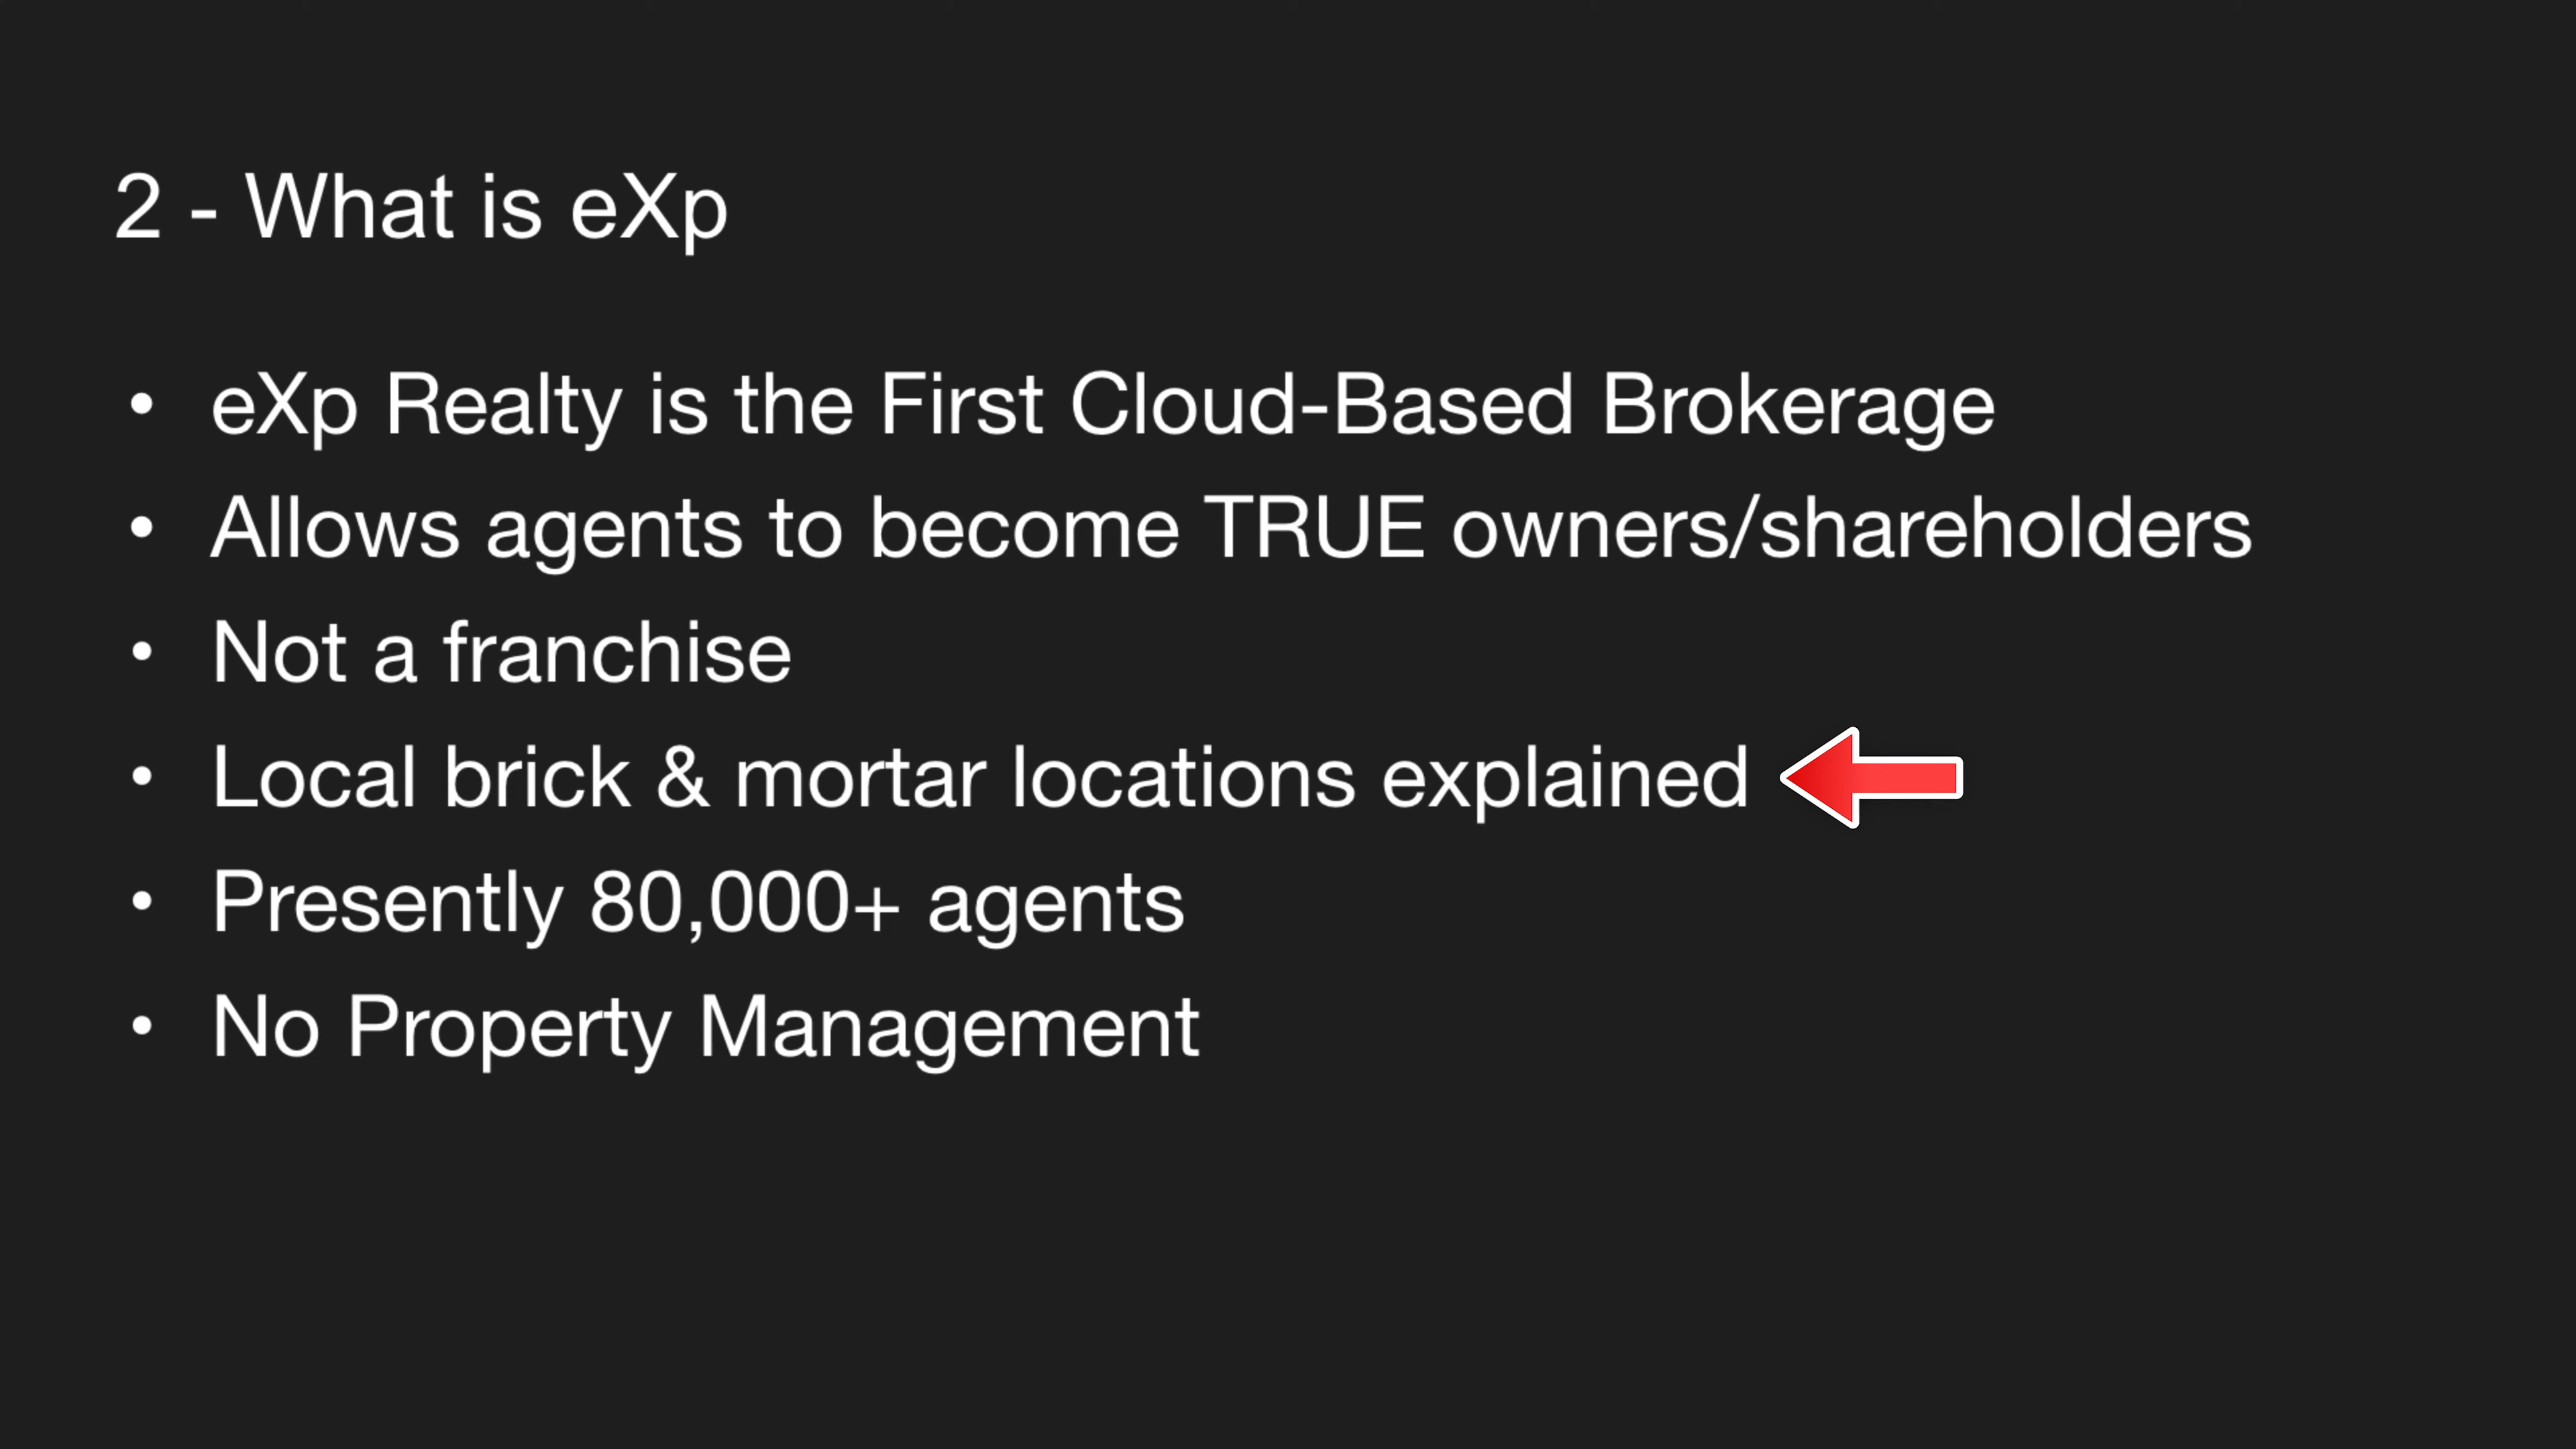 2 - What is eXp
• eXp Realty is the First Cloud-Based Brokerage
• Allows agents to become TRUE owners/shareholders
• Not a franchise
• Local brick & mortar locations explained
• Presently 80,000+ agents
• No Property Management